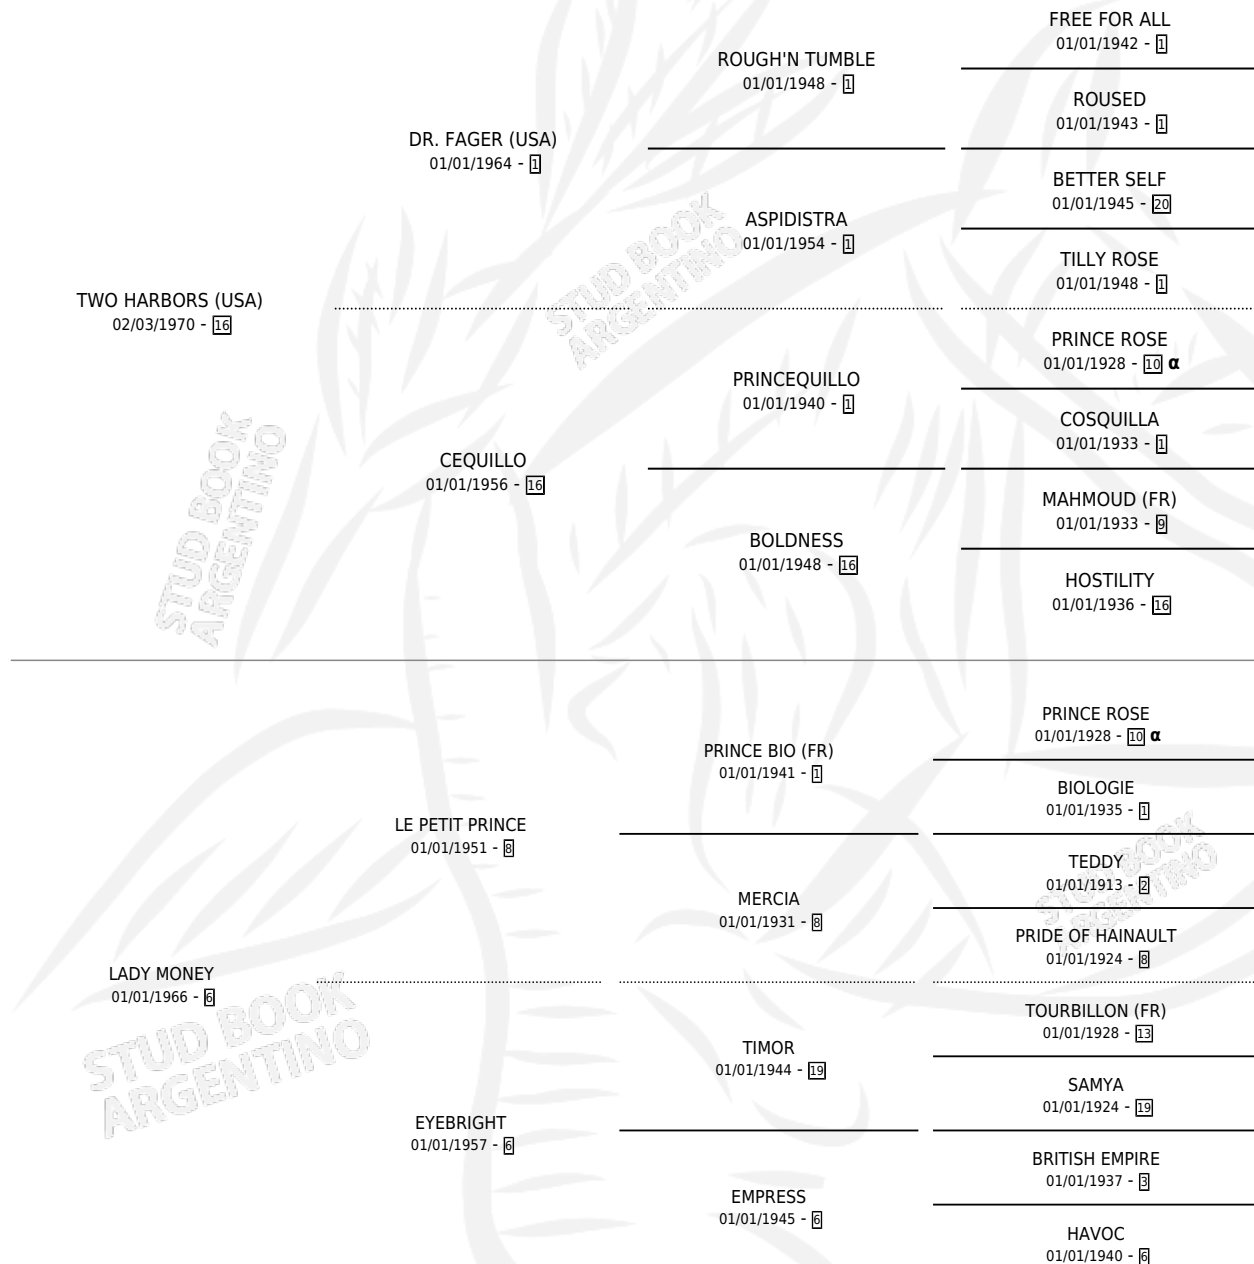 FREE FOR ALL
01/01/1942 - 1
ROUGH'N TUMBLE
01/01/1948 - 1
ROUSED
01/01/1943 - 1
DR. FAGER (USA)
01/01/1964 - 1
BETTER SELF
01/01/1945 - 20
ASPIDISTRA
01/01/1954 - 1
TILLY ROSE
01/01/1948 - 1
TWO HARBORS (USA)
02/03/1970 - 16
PRINCE ROSE
01/01/1928 - 10 α
PRINCEQUILLO
01/01/1940 - 1
COSQUILLA
01/01/1933 - 1
CEQUILLO
01/01/1956 - 16
MAHMOUD (FR)
01/01/1933 - 9
BOLDNESS
01/01/1948 - 16
HOSTILITY
01/01/1936 - 16
PRINCE ROSE
01/01/1928 - 10 α
PRINCE BIO (FR)
01/01/1941 - 1
BIOLOGIE
01/01/1935 - 1
LE PETIT PRINCE
01/01/1951 - 8
TEDDY
01/01/1913 - 2
MERCIA
01/01/1931 - 8
PRIDE OF HAINAULT
01/01/1924 - 8
LADY MONEY
01/01/1966 - 6
TOURBILLON (FR)
01/01/1928 - 13
TIMOR
01/01/1944 - 19
SAMYA
01/01/1924 - 19
EYEBRIGHT
01/01/1957 - 6
BRITISH EMPIRE
01/01/1937 - 3
EMPRESS
01/01/1945 - 6
HAVOC
01/01/1940 - 6
STUD BOOK
ARGENTINO
STUD BOOK
ARGENTINO
STUD BOOK
ARGENTINO
STUD BOOK
ARGENTINO